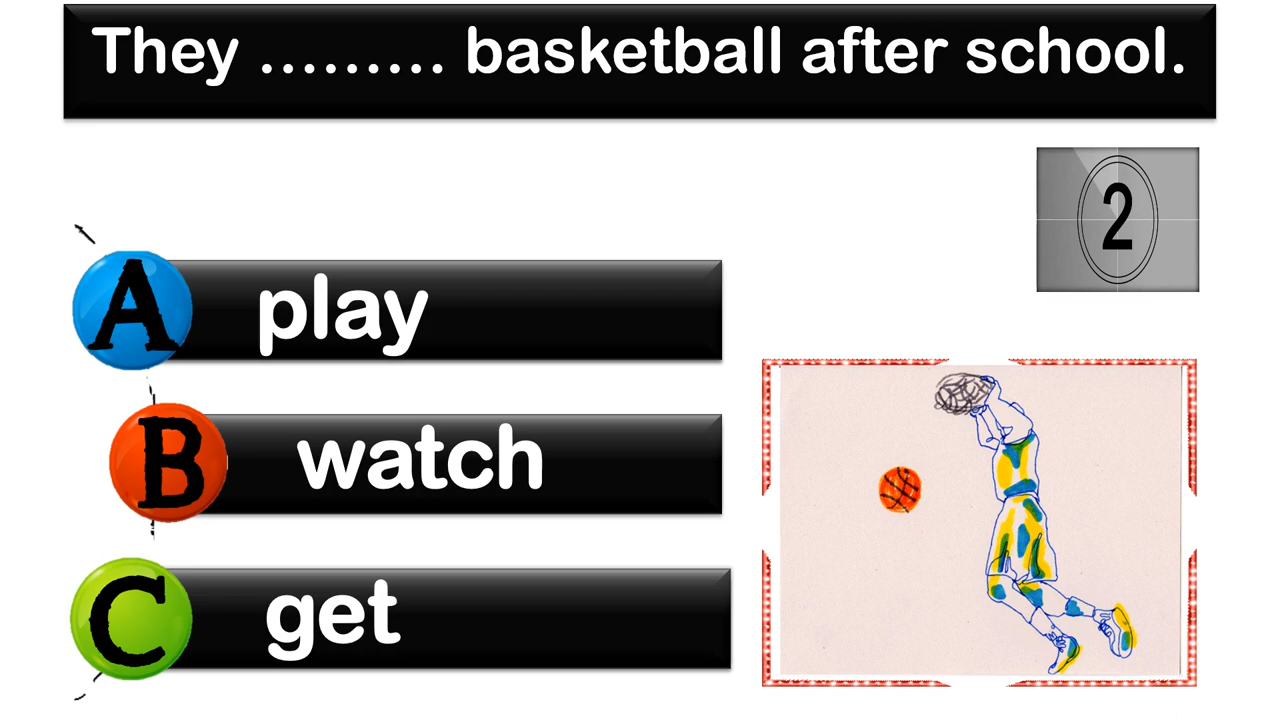 They ......... basketball after school.
2
A play
B watch
C get